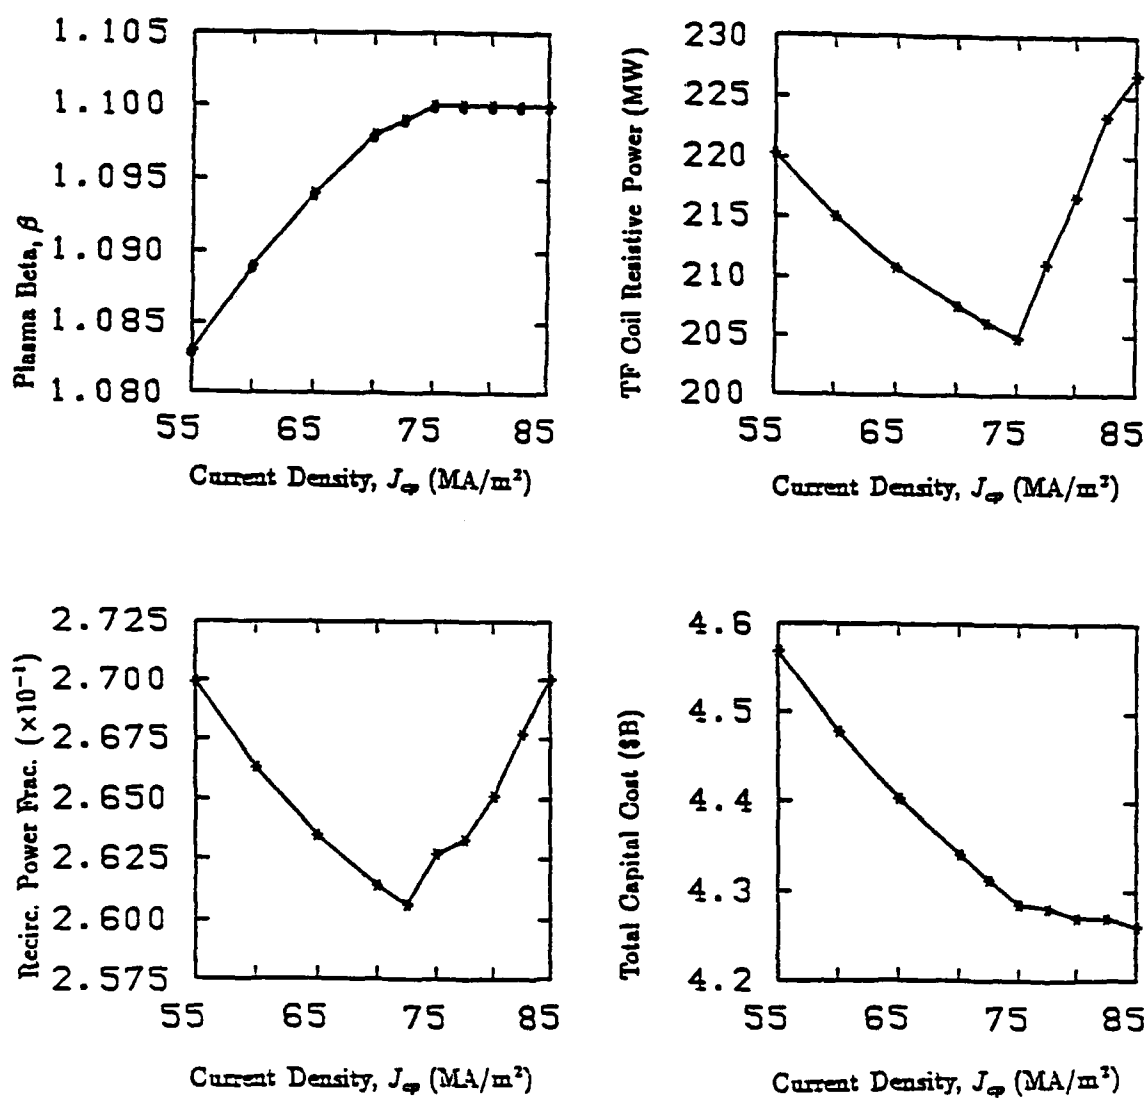 1.105
1.100
1.095
1.090
1.085
1.080
Plasma Beta, β
55 65 75 85
Current Density, J_cp (MA/m²)
230
225
220
215
210
205
200
TF Coil Resistive Power (MW)
55 65 75 85
Current Density, J_cp (MA/m²)
2.725
2.700
2.675
2.650
2.625
2.600
2.575
Recirc. Power Frac. (×10⁻¹)
55 65 75 85
Current Density, J_cp (MA/m²)
4.6
4.5
4.4
4.3
4.2
Total Capital Cost ($B)
55 65 75 85
Current Density, J_cp (MA/m²)